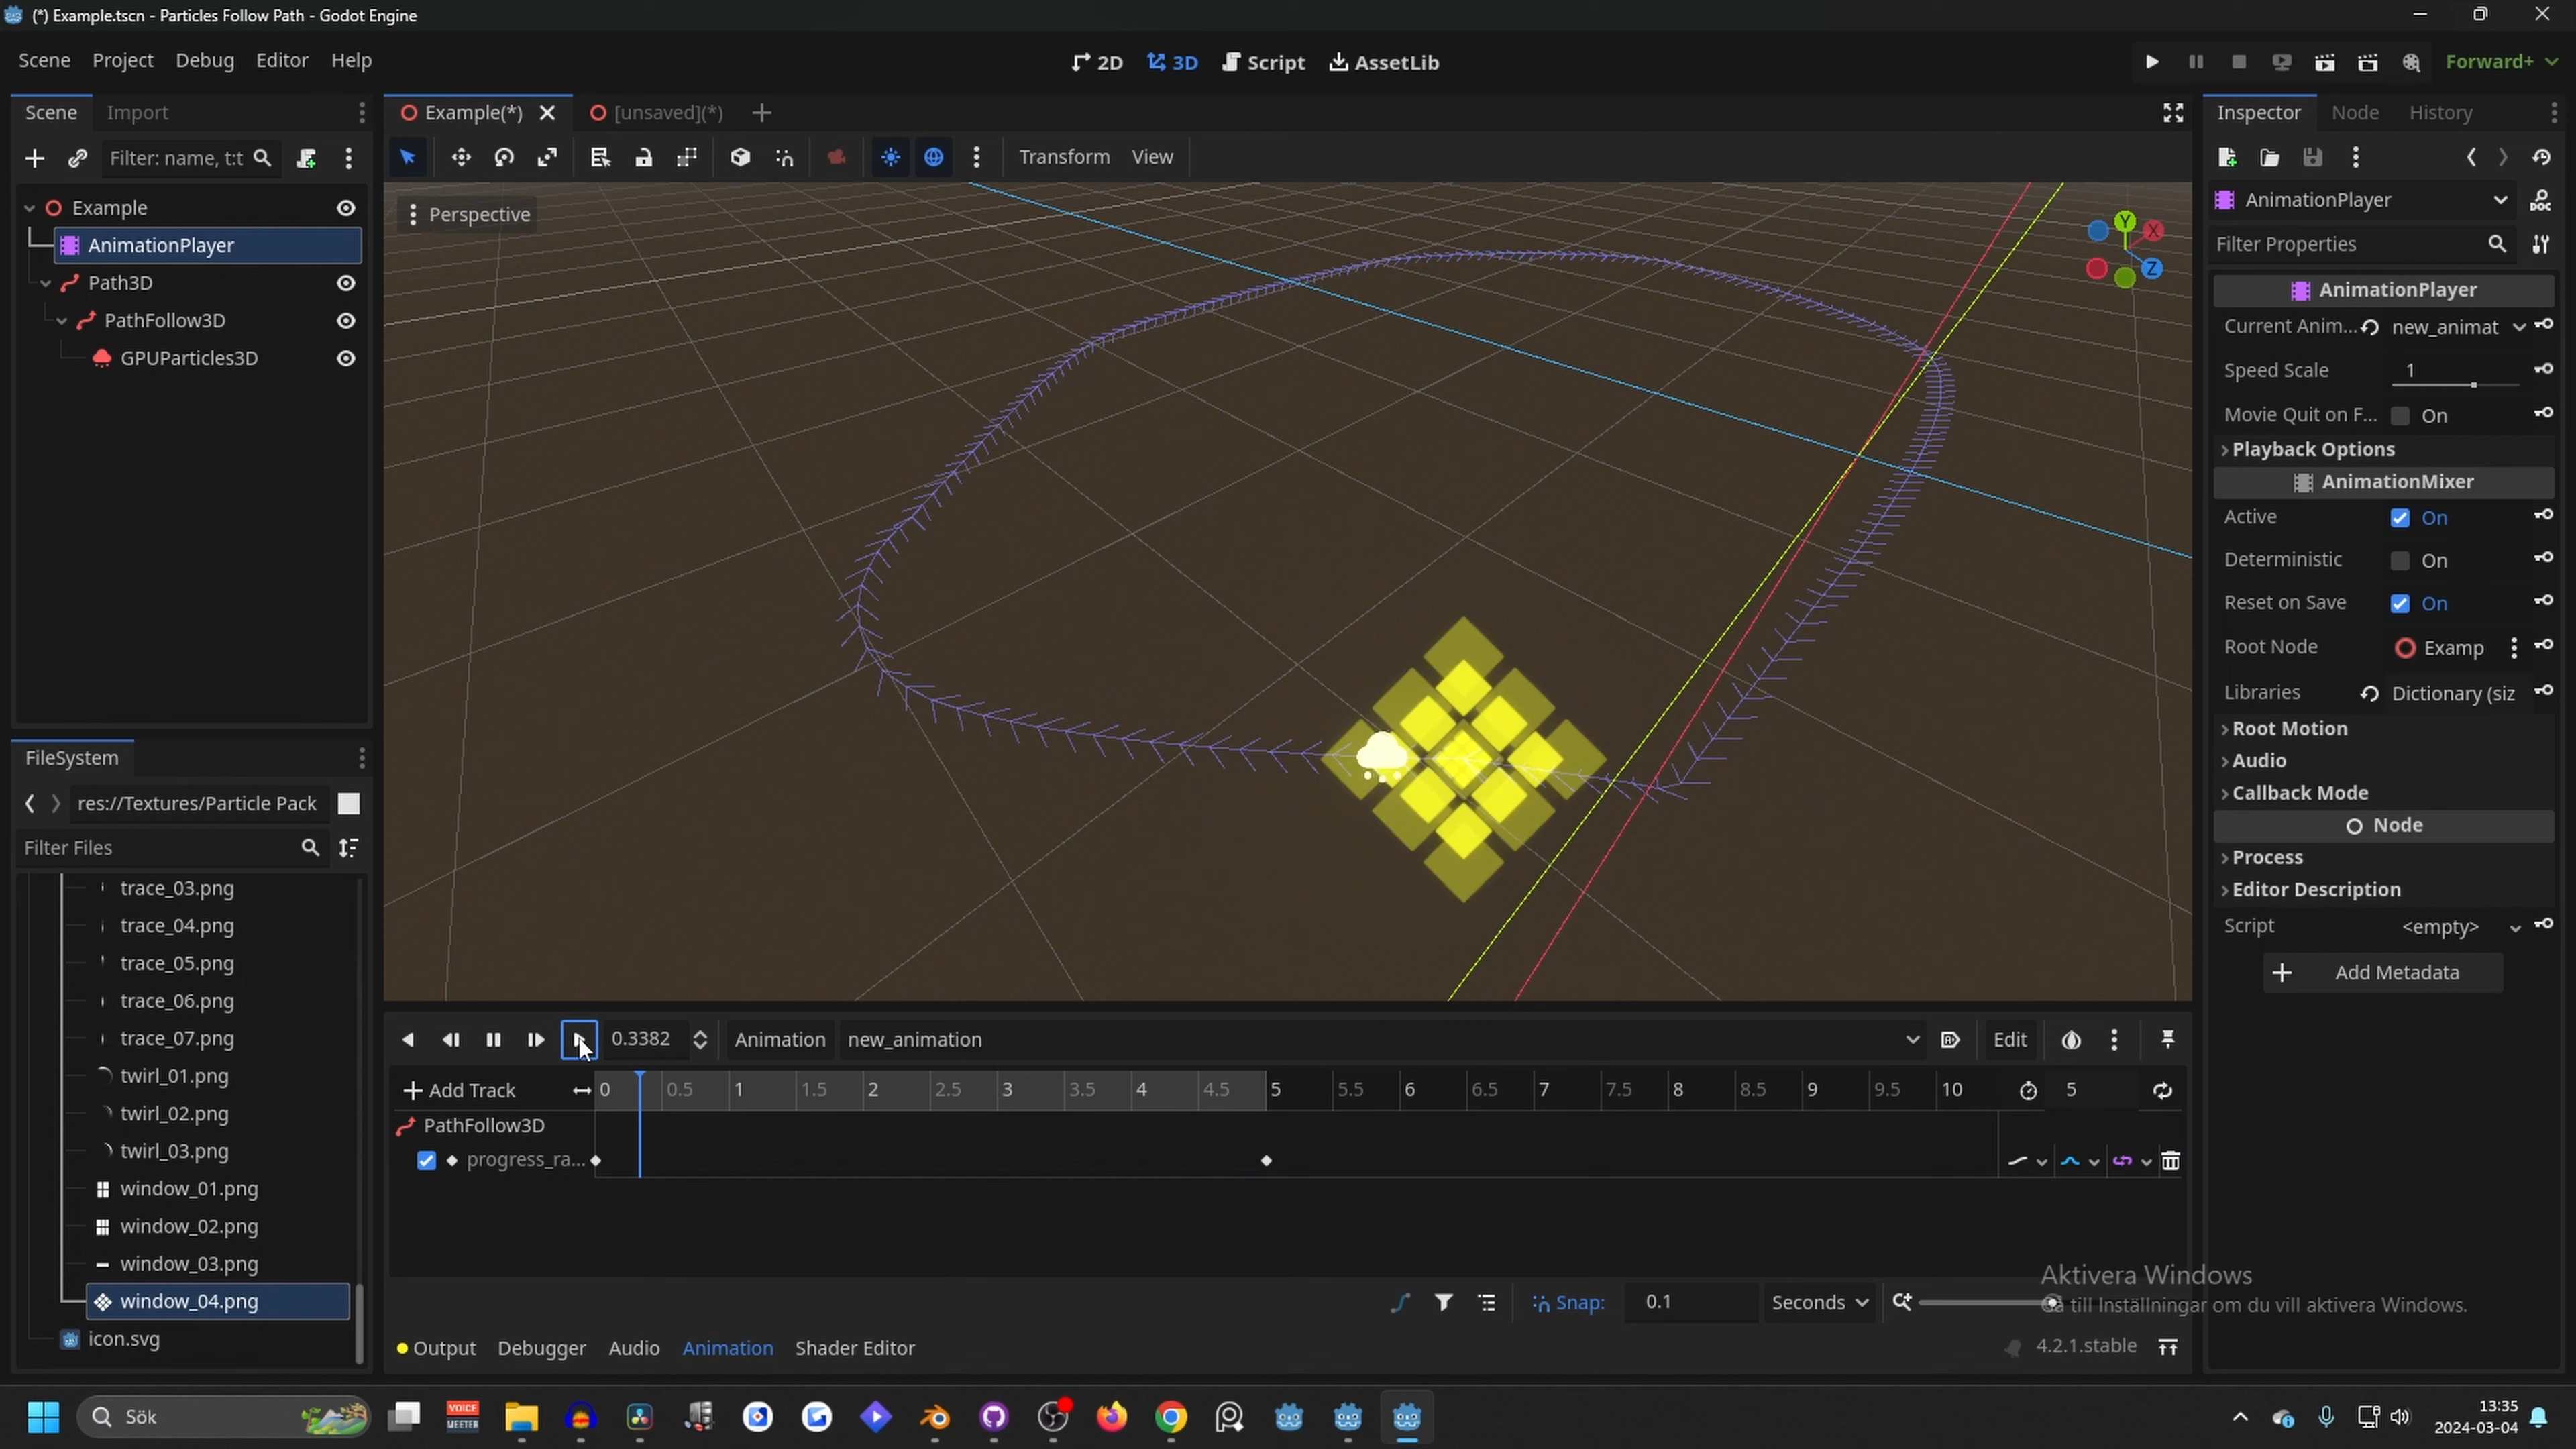 (*) Example.tscn - Particles Follow Path - Godot Engine
Scene Project Debug Editor Help
2D 3D Script AssetLib
Forward+
Scene Import
Filter: name, t:t
Example
AnimationPlayer
Path3D
PathFollow3D
GPUParticles3D
FileSystem
res://Textures/Particle Pack
Filter Files
trace_03.png
trace_04.png
trace_05.png
trace_06.png
trace_07.png
twirl_01.png
twirl_02.png
twirl_03.png
window_01.png
window_02.png
window_03.png
window_04.png
icon.svg
Example(*) [unsaved](*)
Transform View
Perspective
Y
X
Z
0.3382 Animation new_animation Edit
Add Track 0 0.5 1 1.5 2 2.5 3 3.5 4 4.5 5 5.5 6 6.5 7 7.5 8 8.5 9 9.5 10 5
PathFollow3D
progress_ra...
Snap: 0.1 Seconds
Output Debugger Audio Animation Shader Editor
4.2.1.stable
Inspector Node History
AnimationPlayer
Filter Properties
AnimationPlayer
Current Anim... new_animat
Speed Scale 1
Movie Quit on F... On
Playback Options
AnimationMixer
Active On
Deterministic On
Reset on Save On
Root Node Examp
Libraries Dictionary (siz
Root Motion
Audio
Callback Mode
Node
Process
Editor Description
Script <empty>
Add Metadata
Aktivera Windows
till Inställningar om du vill aktivera Windows.
Sök
VOICE
MEETER
13:35
2024-03-04